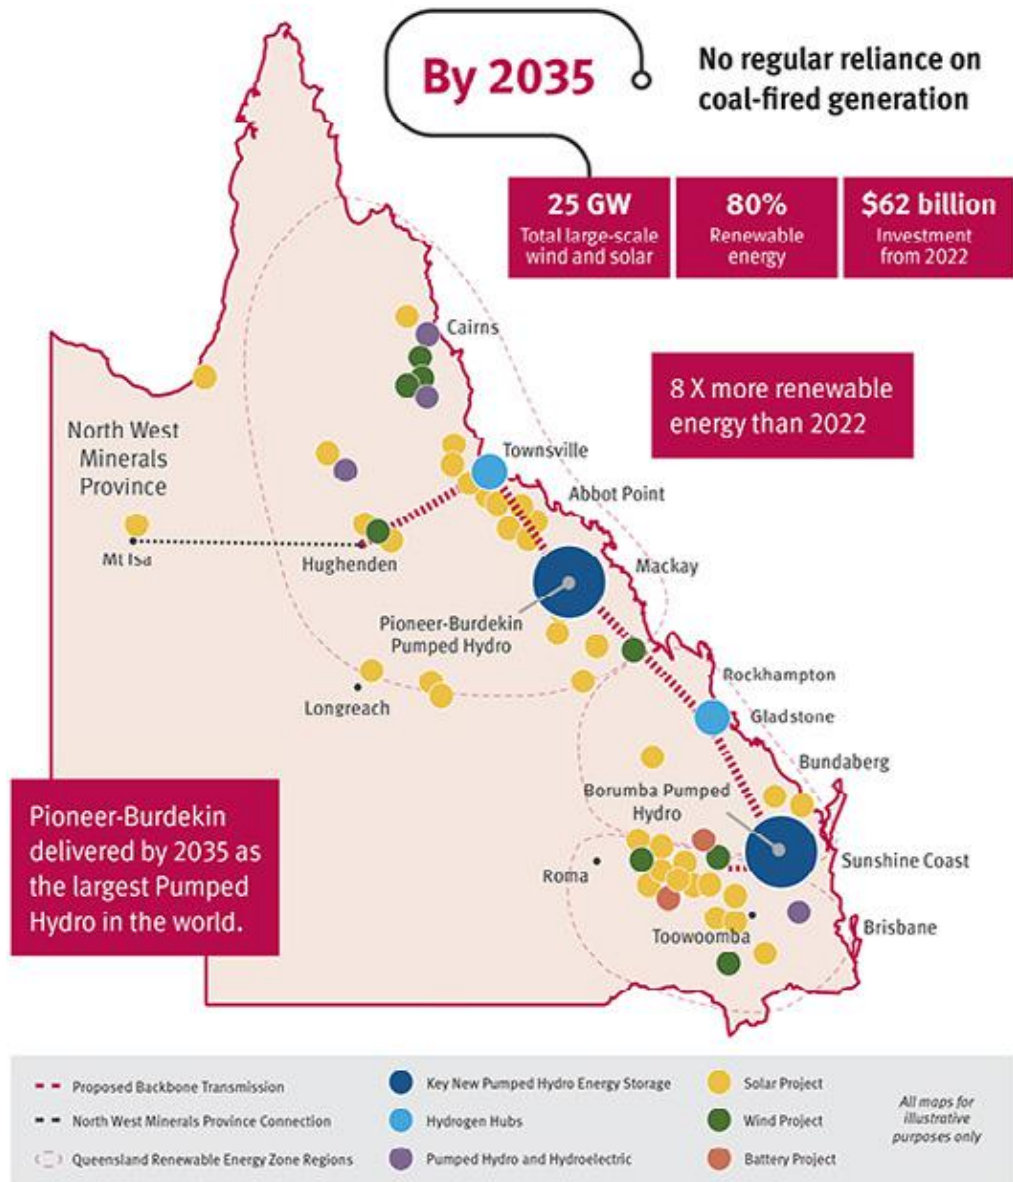 By 2035
No regular reliance on
coal-fired generation
25 GW
Total large-scale
wind and solar
80%
Renewable
energy
$62 billion
Investment
from 2022
8 X more renewable
energy than 2022
Cairns
North West
Minerals
Province
Townsville
Abbot Point
Mt Isa
Hughenden
Mackay
Pioneer-Burdekin
Pumped Hydro
Longreach
Rockhampton
Gladstone
Bundaberg
Borumba Pumped
Hydro
Sunshine Coast
Roma
Toowoomba
Brisbane
Pioneer-Burdekin
delivered by 2035 as
the largest Pumped
Hydro in the world.
Proposed Backbone Transmission
North West Minerals Province Connection
Queensland Renewable Energy Zone Regions
Key New Pumped Hydro Energy Storage
Hydrogen Hubs
Pumped Hydro and Hydroelectric
Solar Project
Wind Project
Battery Project
All maps for
illustrative
purposes only